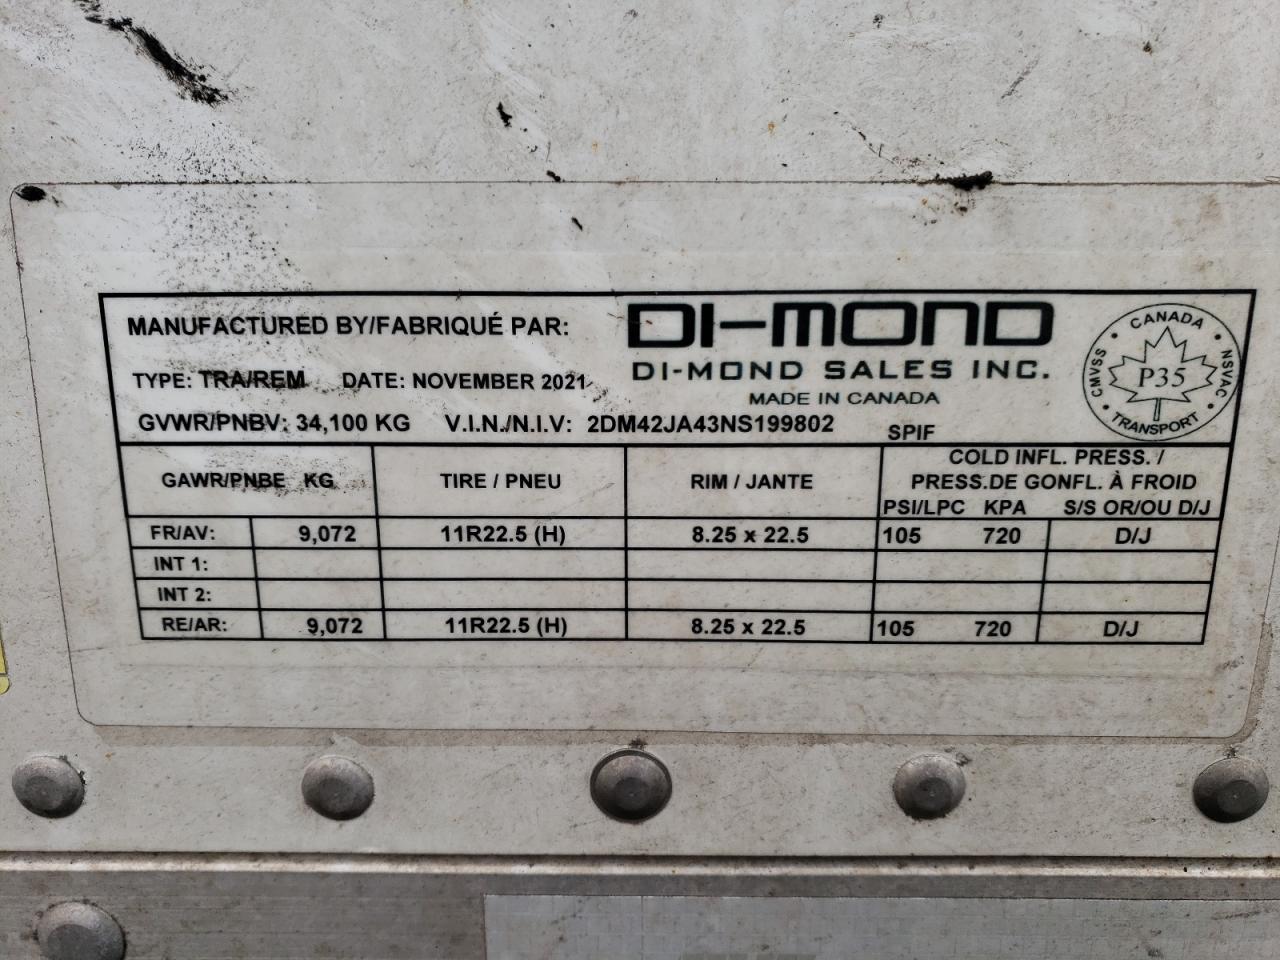 MANUFACTURED BY/FABRIQUÉ PAR: DI-MOND
DI-MOND SALES INC.
TYPE: TRA/REM DATE: NOVEMBER 2021
MADE IN CANADA
GVWR/PNBV: 34,100 KG V.I.N./N.I.V: 2DM42JA43NS199802 SPIF
CANADA
CMVSS P35 NSVAC
TRANSPORT
GAWR/PNBE KG TIRE / PNEU RIM / JANTE COLD INFL. PRESS. /
PRESS.DE GONFL. À FROID
PSI/LPC KPA S/S OR/OU D/J
FR/AV: 9,072 11R22.5 (H) 8.25 x 22.5 105 720 D/J
INT 1:
INT 2:
RE/AR: 9,072 11R22.5 (H) 8.25 x 22.5 105 720 D/J